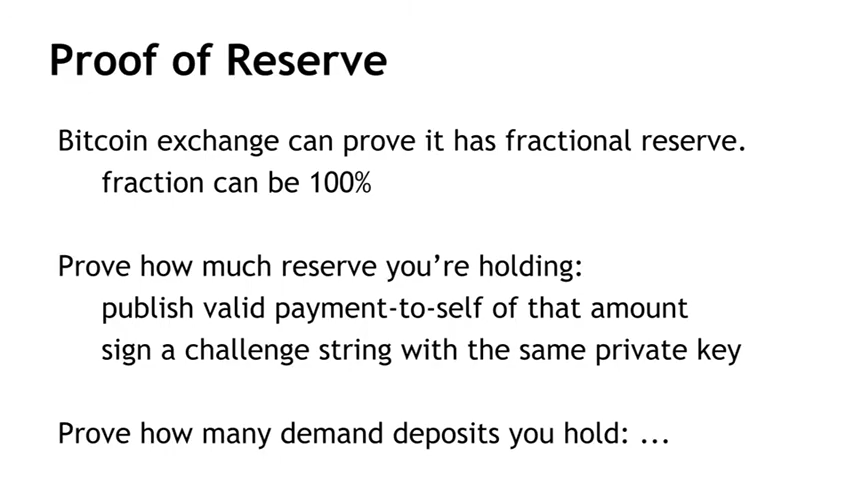 Proof of Reserve
Bitcoin exchange can prove it has fractional reserve.
fraction can be 100%
Prove how much reserve you’re holding:
publish valid payment-to-self of that amount
sign a challenge string with the same private key
Prove how many demand deposits you hold: ...